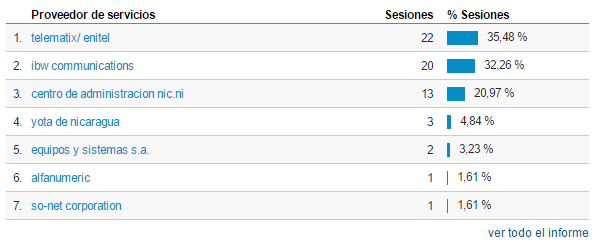 Proveedor de servicios Sesiones % Sesiones
1. telematix/ enitel 22 35,48 %
2. ibw communications 20 32,26 %
3. centro de administracion nic.ni 13 20,97 %
4. yota de nicaragua 3 4,84 %
5. equipos y sistemas s.a. 2 3,23 %
6. alfanumeric 1 1,61 %
7. so-net corporation 1 1,61 %
ver todo el informe